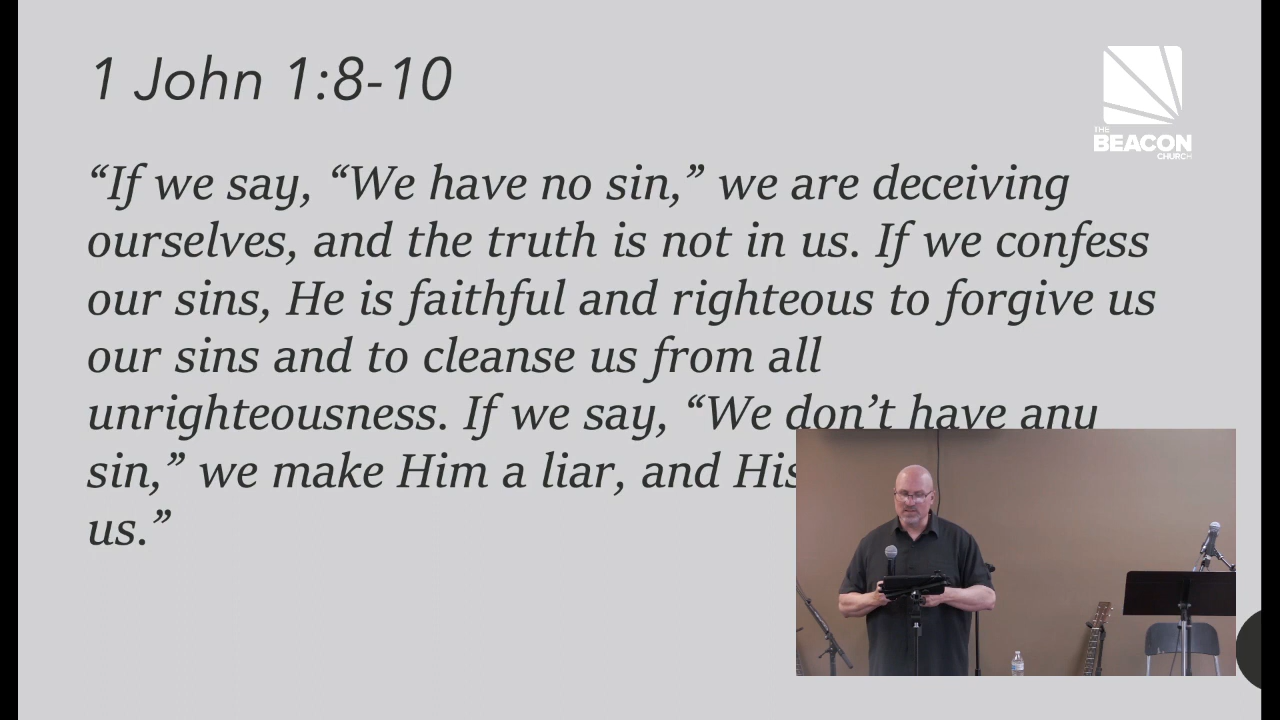 1 John 1:8-10
THE
BEACON
CHURCH
“If we say, “We have no sin,” we are deceiving
ourselves, and the truth is not in us. If we confess
our sins, He is faithful and righteous to forgive us
our sins and to cleanse us from all
unrighteousness. If we say, “We don’t have any
sin,” we make Him a liar, and His
us.”